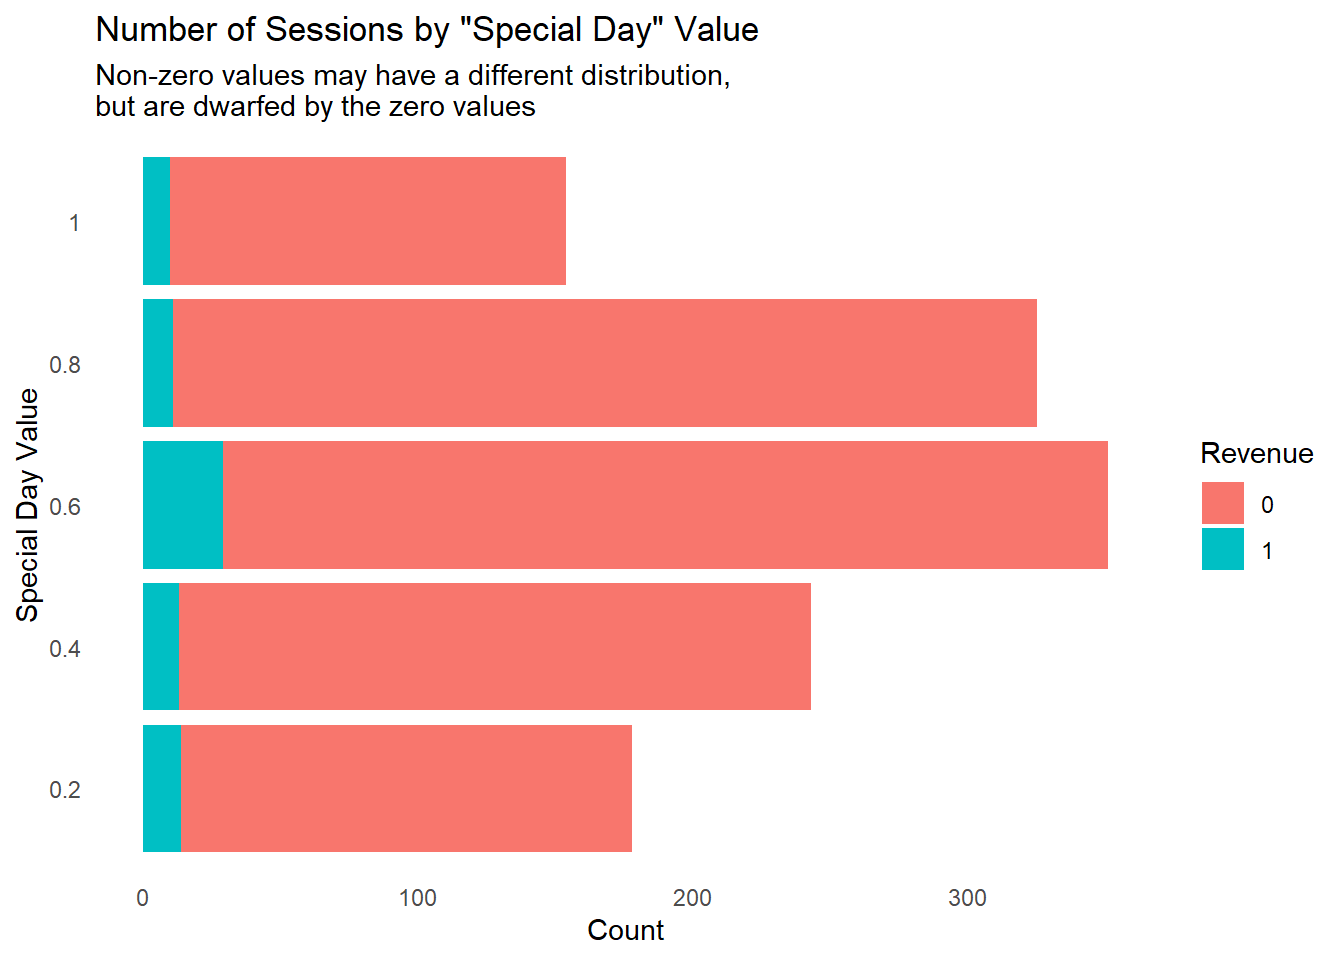 Number of Sessions by "Special Day" Value
Non-zero values may have a different distribution,
but are dwarfed by the zero values
Special Day Value
1
0.8
0.6
0.4
0.2
0
100
200
300
Count
Revenue
0
1